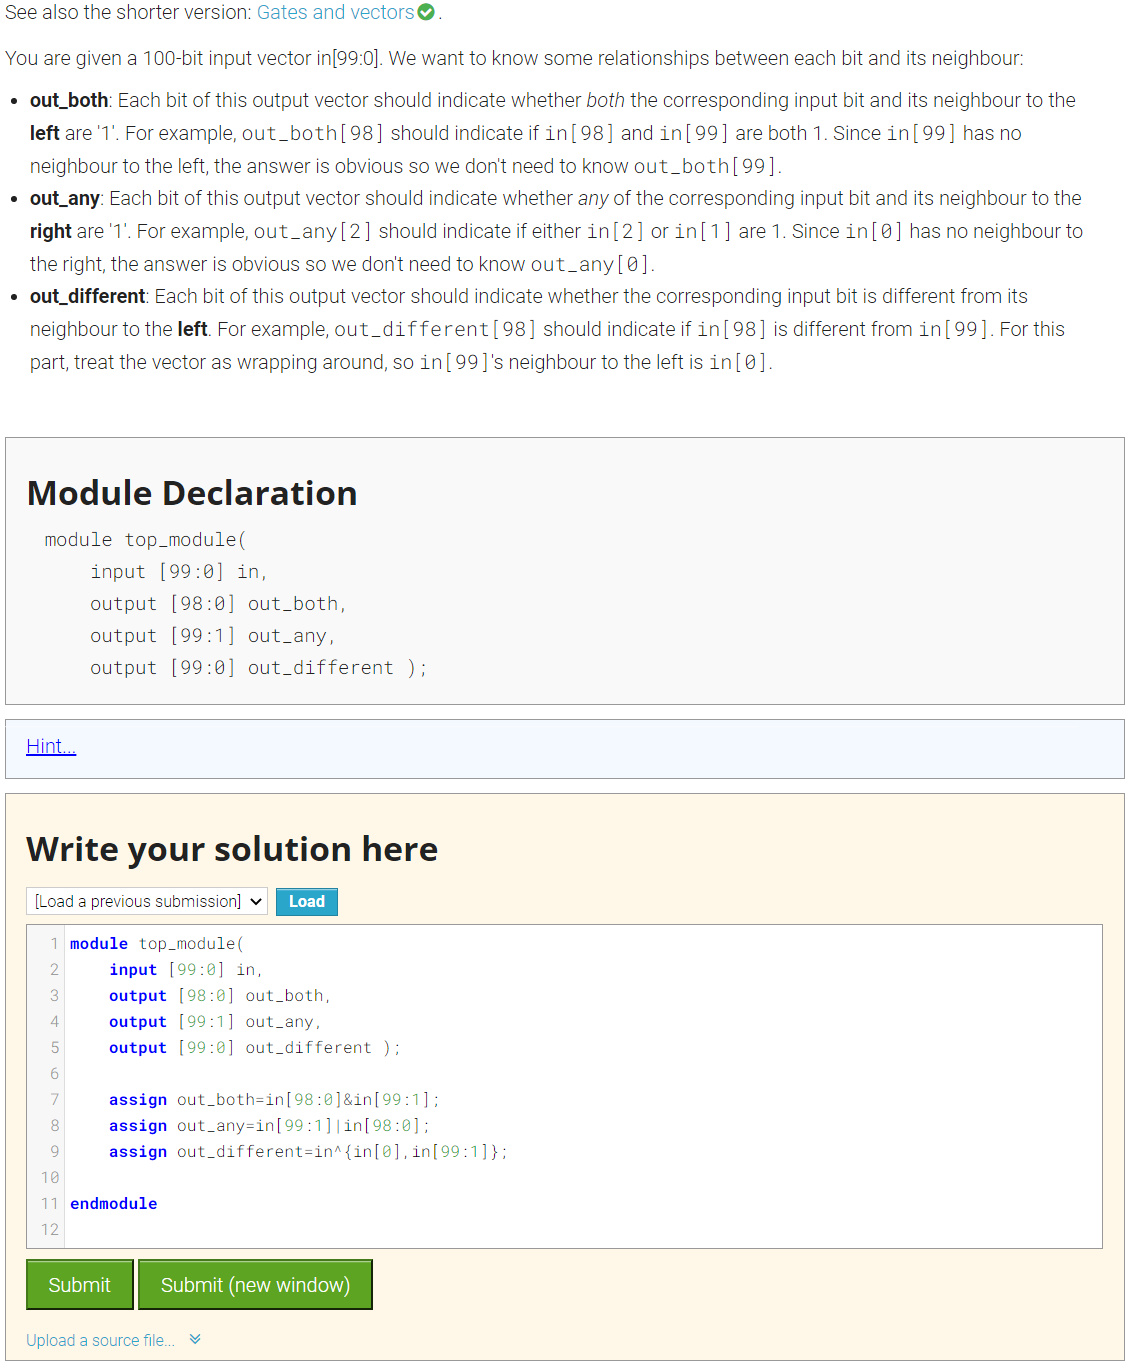 See also the shorter version: Gates and vectors.
You are given a 100-bit input vector in[99:0]. We want to know some relationships between each bit and its neighbour:
• out_both: Each bit of this output vector should indicate whether both the corresponding input bit and its neighbour to the
left are '1'. For example, out_both[98] should indicate if in[98] and in[99] are both 1. Since in[99] has no
neighbour to the left, the answer is obvious so we don't need to know out_both[99].
• out_any: Each bit of this output vector should indicate whether any of the corresponding input bit and its neighbour to the
right are '1'. For example, out_any[2] should indicate if either in[2] or in[1] are 1. Since in[0] has no neighbour to
the right, the answer is obvious so we don't need to know out_any[0].
• out_different: Each bit of this output vector should indicate whether the corresponding input bit is different from its
neighbour to the left. For example, out_different[98] should indicate if in[98] is different from in[99]. For this
part, treat the vector as wrapping around, so in[99]'s neighbour to the left is in[0].
Module Declaration
module top_module(
    input [99:0] in,
    output [98:0] out_both,
    output [99:1] out_any,
    output [99:0] out_different );
Hint...
Write your solution here
[Load a previous submission] Load
1 module top_module(
2     input [99:0] in,
3     output [98:0] out_both,
4     output [99:1] out_any,
5     output [99:0] out_different );
6
7     assign out_both=in[98:0]&in[99:1];
8     assign out_any=in[99:1]|in[98:0];
9     assign out_different=in^{in[0],in[99:1]};
10
11 endmodule
12
Submit Submit (new window)
Upload a source file...